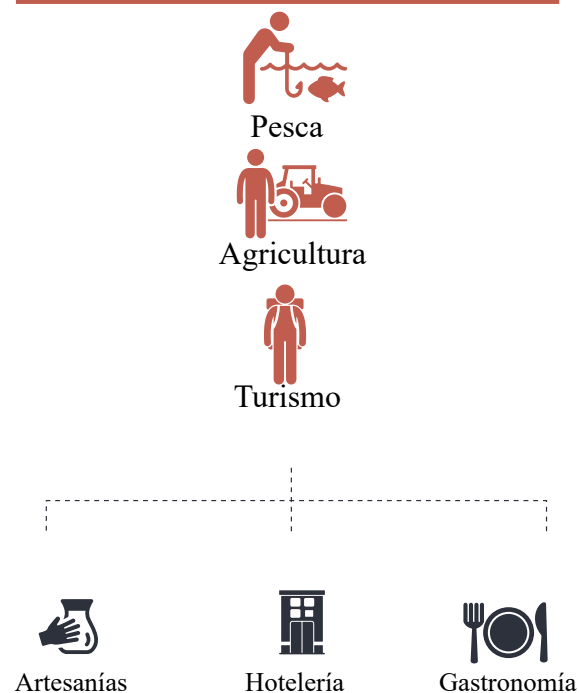 Pesca
Agricultura
Turismo
Artesanías
Hotelería
Gastronomía